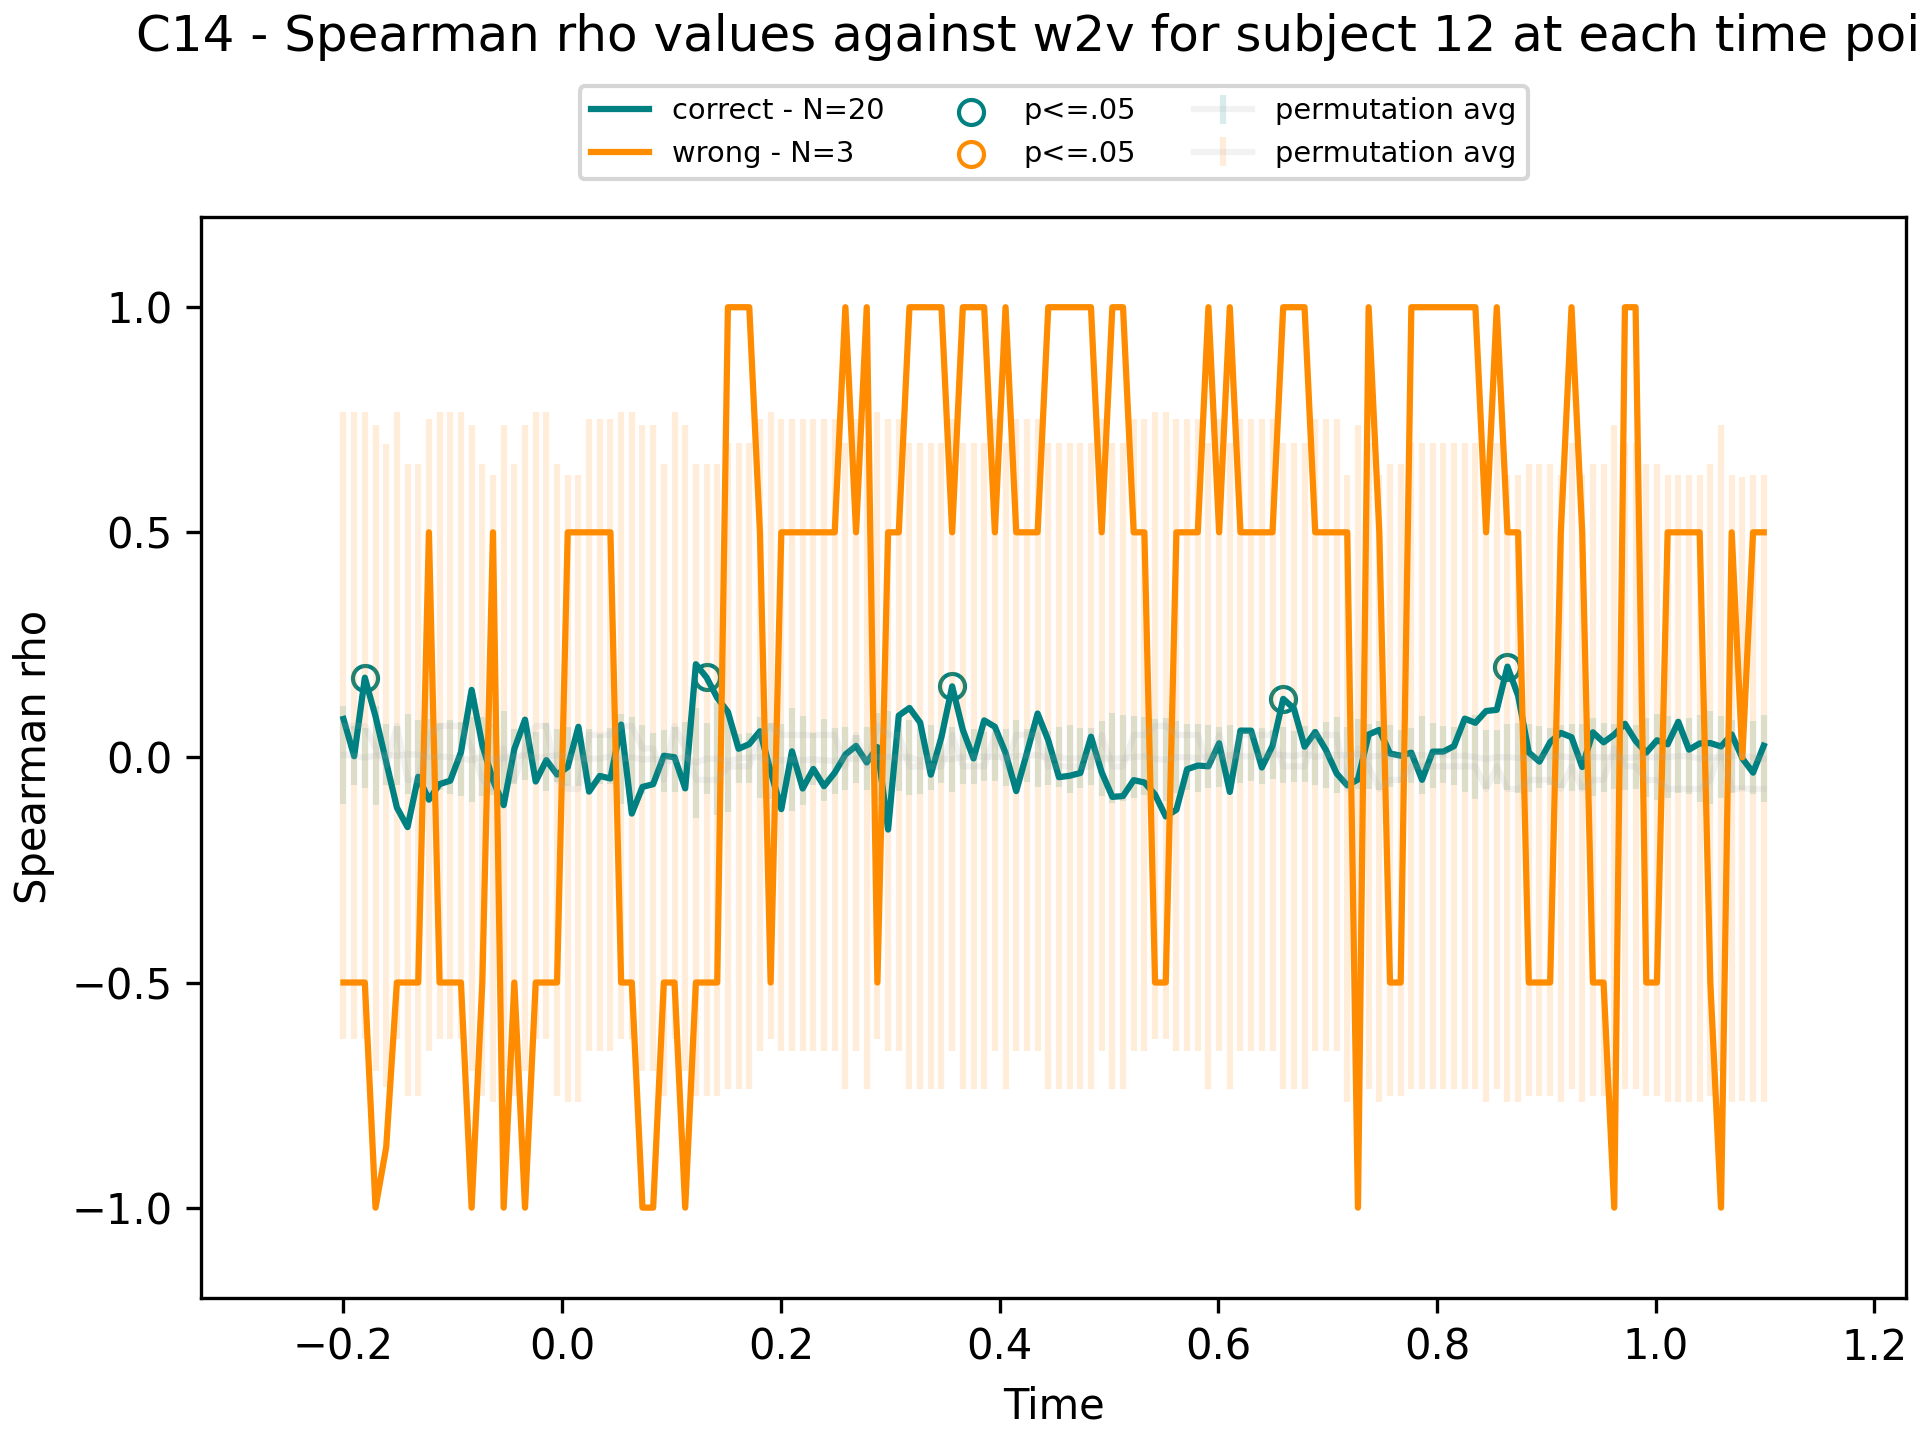 C14 - Spearman rho values against w2v for subject 12 at each time poi
correct - N=20
wrong - N=3
p<=.05
p<=.05
permutation avg
permutation avg
Spearman rho
1.0
0.5
0.0
−0.5
−1.0
−0.2 0.0 0.2 0.4 0.6 0.8 1.0 1.2
Time